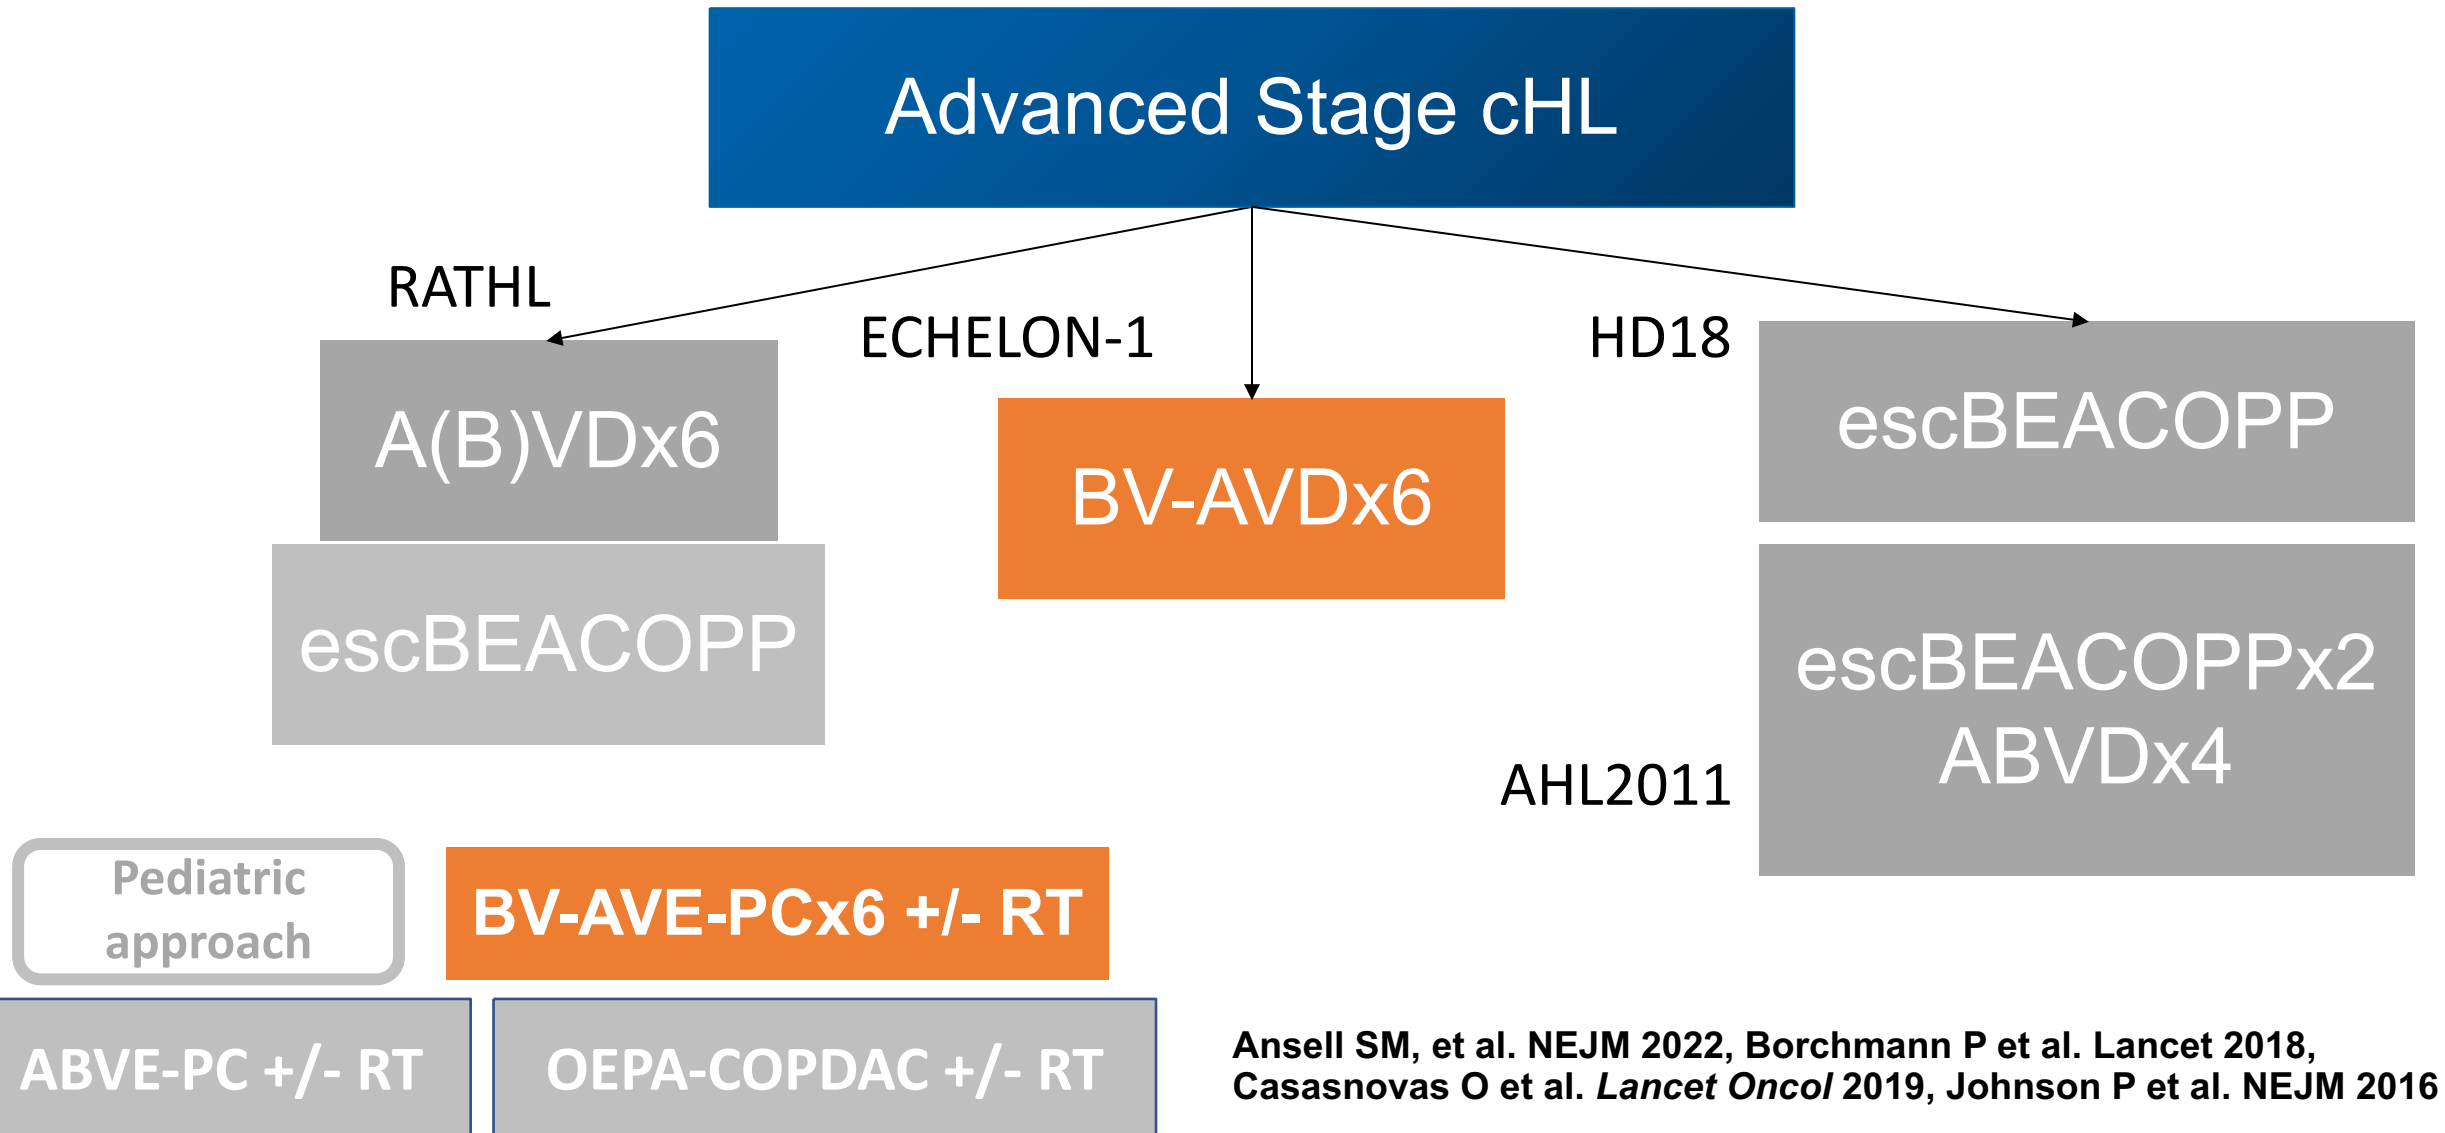 Advanced Stage cHL
RATHL
ECHELON-1
HD18
A(B)VDx6
escBEACOPP
BV-AVDx6
escBEACOPP
escBEACOPPx2
ABVDx4
AHL2011
Pediatric
approach
BV-AVE-PCx6 +/- RT
ABVE-PC +/- RT
OEPA-COPDAC +/- RT
Ansell SM, et al. NEJM 2022, Borchmann P et al. Lancet 2018,
Casasnovas O et al. Lancet Oncol 2019, Johnson P et al. NEJM 2016